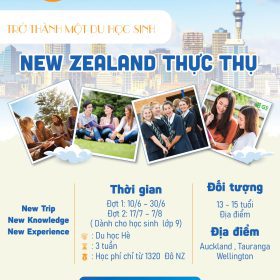 TRỞ THÀNH MỘT DU HỌC SINH
NEW ZEALAND THỰC THỤ
New Trip
New Knowledge
New Experience
Thời gian
Đợt 1: 10/6 - 30/6
Đợt 2: 17/7 - 7/8
( Dành cho học sinh lớp 9)
: Du học Hè
: 3 tuần
: Học phí chỉ từ 1320 Đô NZ
Đối tượng
13 - 15 tuổi
Địa điểm
Địa điểm
Auckland , Tauranga
Wellington